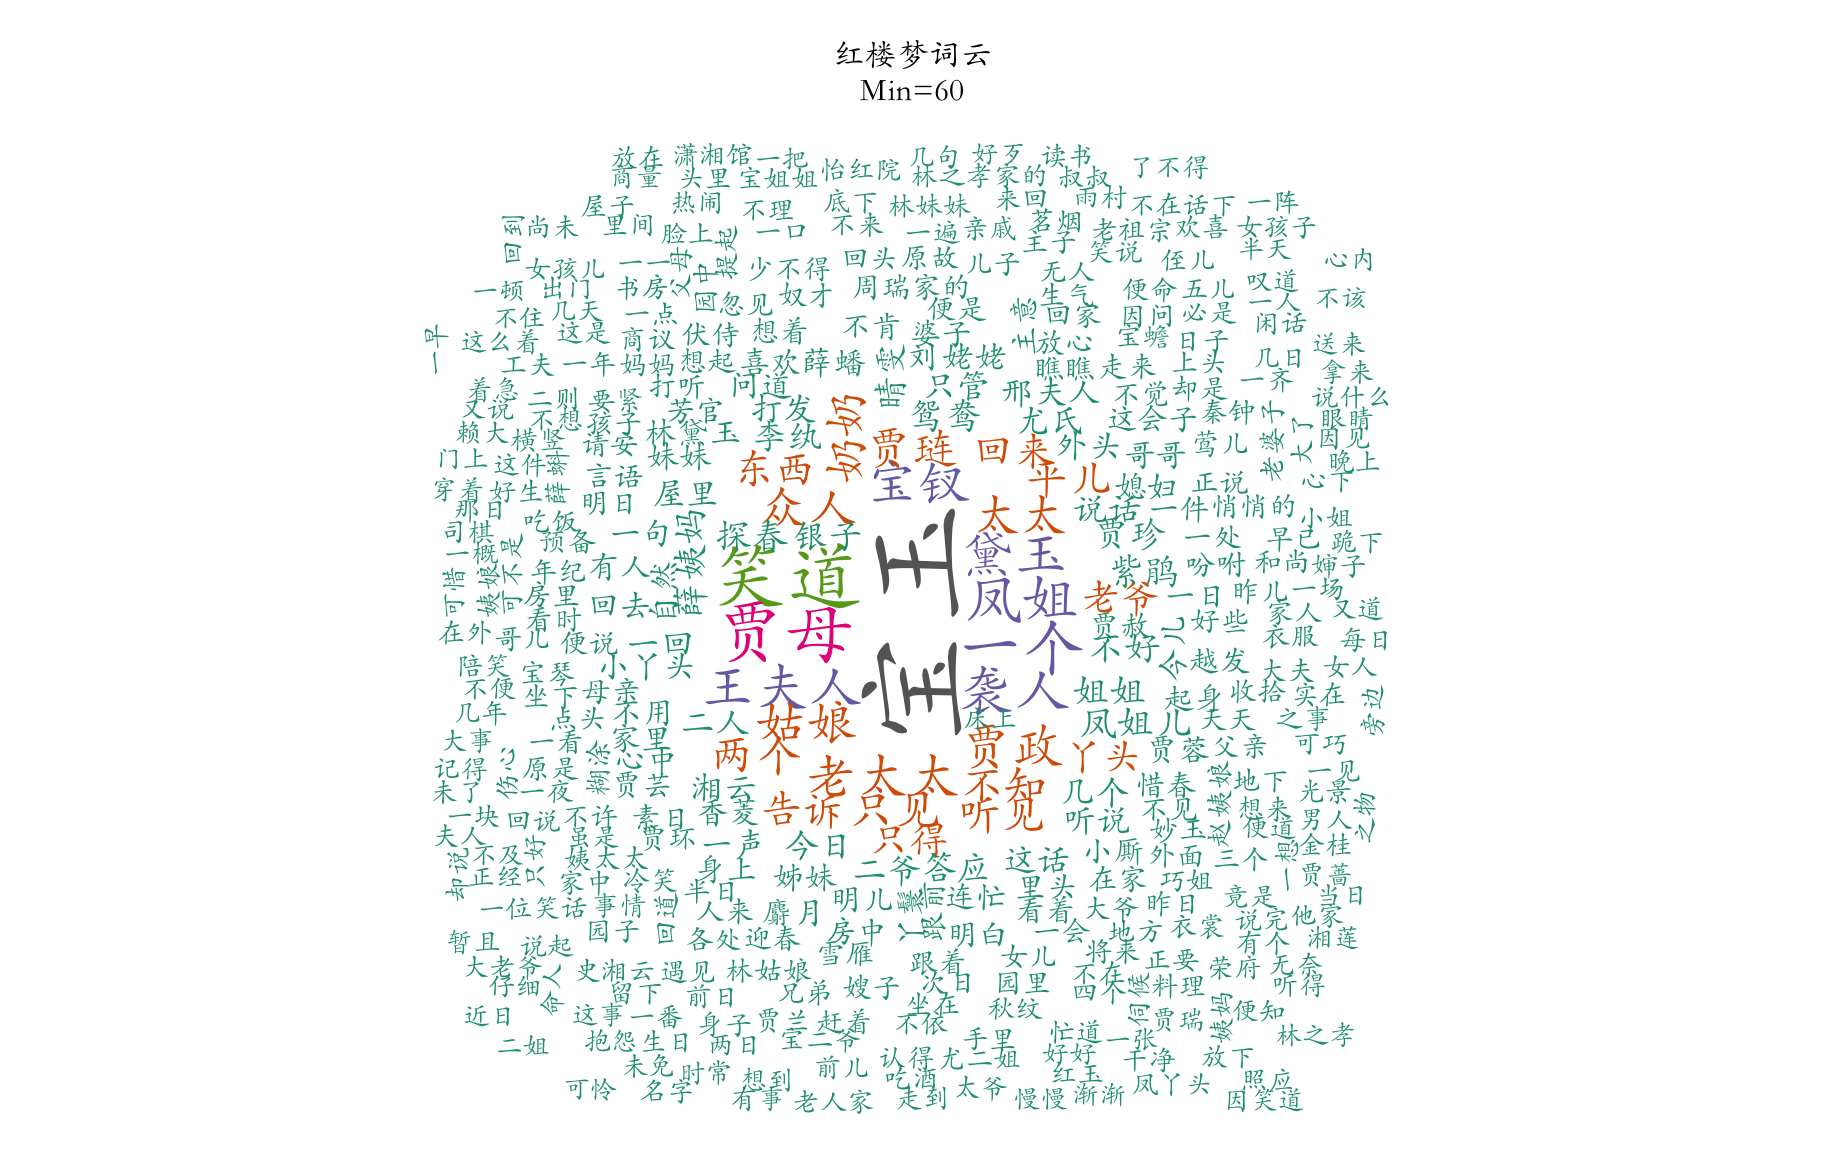 红楼梦词云
Min=60
放在 潇湘馆 一把 怡红院 几句 好歹 读书 了不得
商量 头里 宝姐姐 林之孝家的 叔叔
屋子 热闹 不理 底下 林妹妹 来回 雨村 不在话下 一阵
回到 尚未 里间 脸上 提起 一口 不来 一遍 亲戚 茗烟 老祖宗 欢喜 女孩子
王子 笑说 半天
女孩儿 一一 父母 园中 少不得 回头 原故 儿子 无人 侄儿 心内
一顿 出门 书房 忽见 奴才 周瑞家的 生气 便命 五儿 叹道 一人 不该
不住 几天 一点 便是 主意 回家 因问 必是 闲话
一早 这么着 这是 商议 伏侍 想着 不肯 婆子 放心 宝蟾 日子 送来
工夫 一年 妈妈 想起 喜欢 薛蟠 晴雯 刘姥姥 瞧瞧 走来 上头 几日 拿来
着急 二则 要紧 打听 问道 奶奶 只管 邢夫人 不觉 却是 一齐 说什么
又说 不想 孩子 芳官 打发 鸳鸯 尤氏 这会子 秦钟 老婆子 大了 眼睛
赖大 横竖 请安 林黛玉 李纨 贾琏 回来 外头 哥哥 莺儿 因见
门上 这件 薛蝌 言语 妹妹 东西 宝钗 平儿 媳妇 正说 心下 晚上
穿着 好生 明日 屋里 众人 太太 说话 一件 悄悄的 小姐
那日 吃饭 司棋 预备 一句 薛姨妈 探春 银子 黛玉 贾珍 一处 早已 跪下
一概 可不是 年纪 有人 自然 笑道 宝玉 紫鹃 吩咐 和尚 婶子
可惜 姨娘 房里 回去 凤姐 老爷 一日 昨儿 一场
看时 贾母 贾赦 好些 家人 又道
在外 哥儿 便说 一回 一个 不好 今儿 衣服 每日
陪笑 宝琴 小丫头 越发 大夫 女人
不便 坐下 母亲 王夫人 袭人 姐姐 起身 收拾 实在 旁边
几年 点头 不用 二人 姑娘 床上 凤姐儿 天天 之事
大事 伤心 一看 糊涂 家里 两个 贾政 丫头 贾蓉 父亲 可巧
记得 原是 心中 老太太 不知 赵姨娘 地下 一见
未了 一夜 贾芸 湘云 几个 惜春 想来 光景
一块 回说 不许 素日 香菱 告诉 只见 听见 听说 不见 便道 男人 之物
夫人 虽是 贾环 一声 今日 只得 妙玉 金桂
却说 不及 只好 姨太太 身上 姊妹 二爷 答应 这话 小厮 外面 三个 一想
正经 家中 冷笑 半日 明儿 丫鬟 跟前 连忙 里头 在家 巧姐 贾蔷
一位 笑话 事情 回道 人来 麝月 看着 大爷 昨日 竟是 当日
园子 各处 迎春 房中 明白 一会 地方 衣裳 说完 他家
暂且 说起 雪雁 跟着 女儿 将来 正要 有个 湘莲
大老爷 命人 史湘云 遇见 林姑娘 不在 荣府 无奈
仔细 留下 前日 兄弟 嫂子 次日 园里 四个 伺候 料理 听得
近日 这事 一番 身子 贾兰 赶着 坐在 不依 秋纹 贾瑞 姨妈 便知
二姐 抱怨 生日 两日 宝二爷 手里 忙道 一张 林之孝
未免 时常 想到 前儿 认得 尤二姐 好好 干净 放下
可怜 名字 吃酒 太爷 红玉 凤丫头 照应
有事 老人家 走到 慢慢 渐渐 因笑道